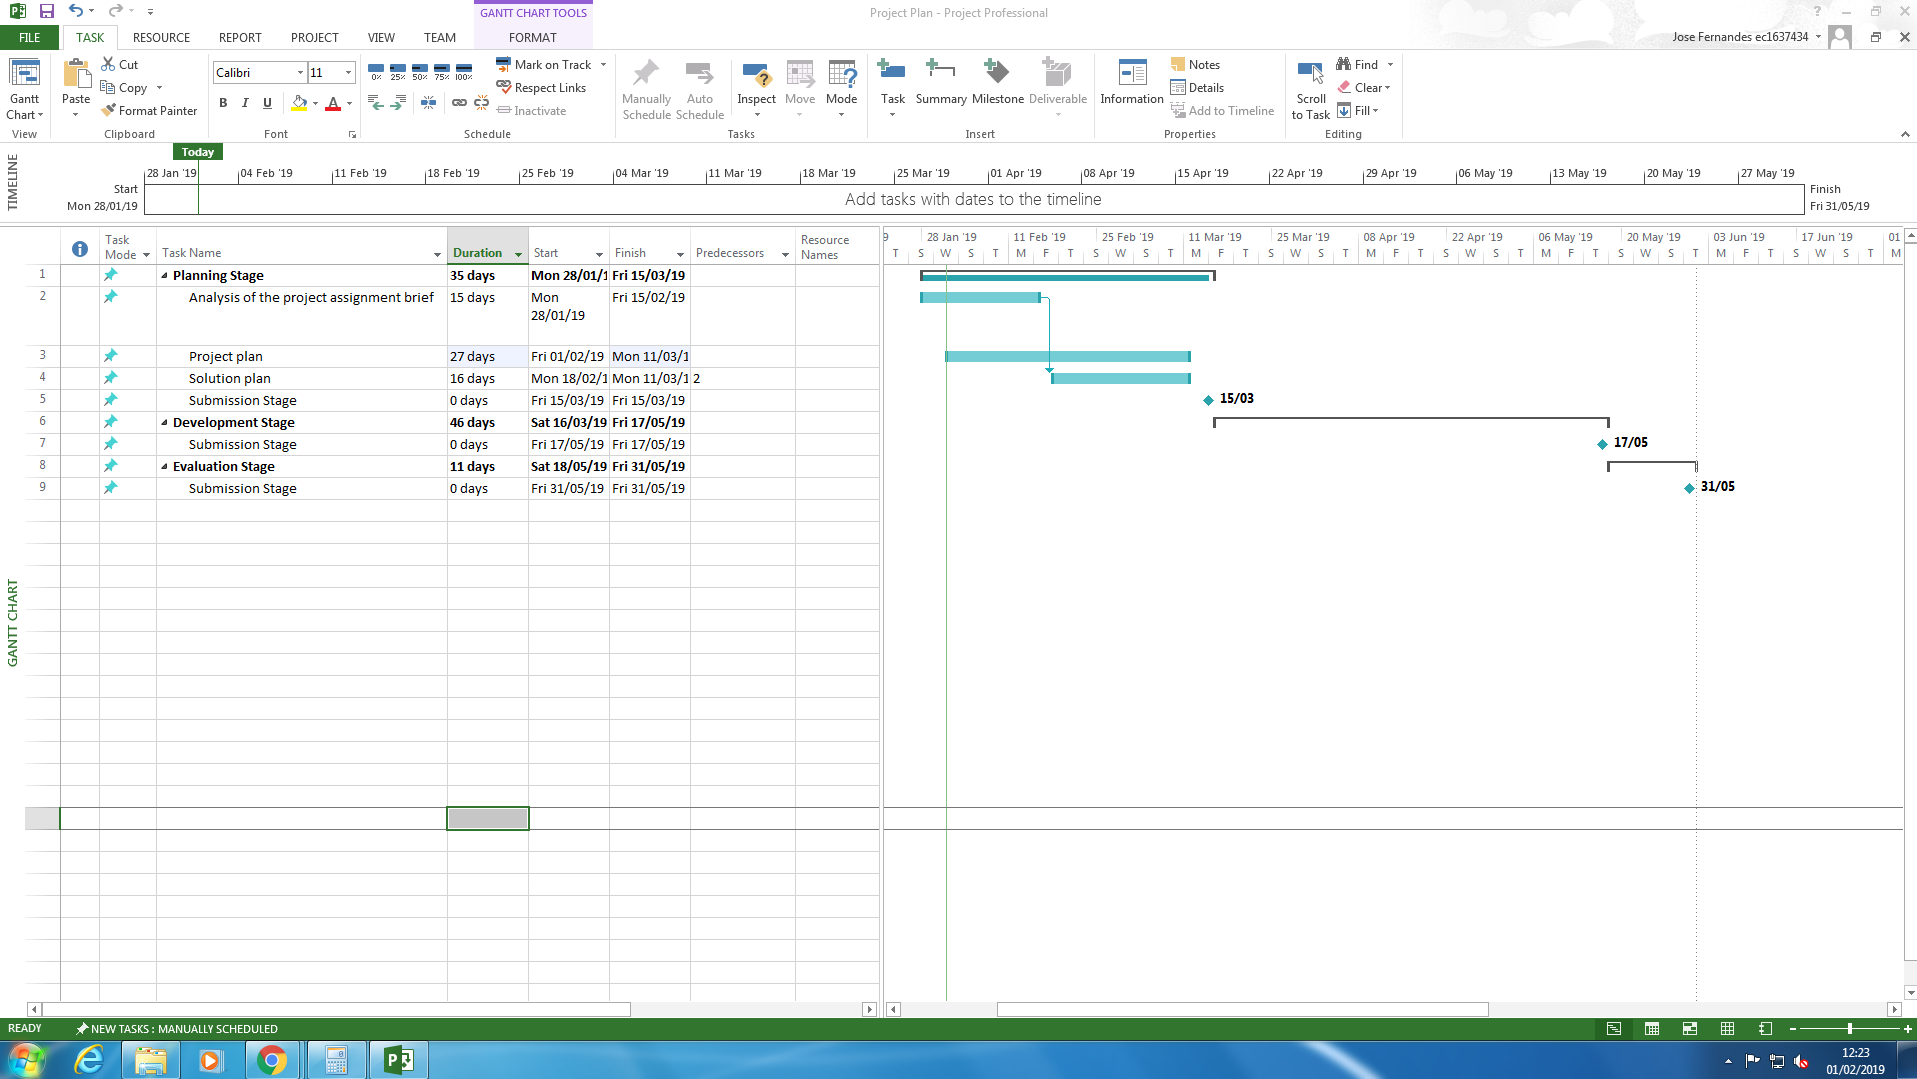 GANTT CHART TOOLS
Project Plan - Project Professional
FILE TASK RESOURCE REPORT PROJECT VIEW TEAM FORMAT
Jose Fernandes ec1637434
Gantt Chart
View
Paste
Cut
Copy
Format Painter
Clipboard
Calibri 11
B I U A
Font
0% 25% 50% 75% 100%
Mark on Track
Respect Links
Inactivate
Schedule
Manually Schedule
Auto Schedule
Inspect
Move
Mode
Tasks
Task
Summary
Milestone
Deliverable
Insert
Information
Notes
Details
Add to Timeline
Properties
Scroll to Task
Find
Clear
Fill
Editing
TIMELINE
Today
28 Jan '19 04 Feb '19 11 Feb '19 18 Feb '19 25 Feb '19 04 Mar '19 11 Mar '19 18 Mar '19 25 Mar '19 01 Apr '19 08 Apr '19 15 Apr '19 22 Apr '19 29 Apr '19 06 May '19 13 May '19 20 May '19 27 May '19
Start
Mon 28/01/19
Add tasks with dates to the timeline
Finish
Fri 31/05/19
GANTT CHART
Task Mode Task Name Duration Start Finish Predecessors Resource Names
9 28 Jan '19 11 Feb '19 25 Feb '19 11 Mar '19 25 Mar '19 08 Apr '19 22 Apr '19 06 May '19 20 May '19 03 Jun '19 17 Jun '19 01
T S W S T M F T S W S T M F T S W S T M F T S W S T M F T S W S T M F T S W S T M
1 Planning Stage 35 days Mon 28/01/1 Fri 15/03/19
2 Analysis of the project assignment brief 15 days Mon 28/01/19 Fri 15/02/19
3 Project plan 27 days Fri 01/02/19 Mon 11/03/1
4 Solution plan 16 days Mon 18/02/1 Mon 11/03/1 2
5 Submission Stage 0 days Fri 15/03/19 Fri 15/03/19
15/03
6 Development Stage 46 days Sat 16/03/19 Fri 17/05/19
7 Submission Stage 0 days Fri 17/05/19 Fri 17/05/19
17/05
8 Evaluation Stage 11 days Sat 18/05/19 Fri 31/05/19
9 Submission Stage 0 days Fri 31/05/19 Fri 31/05/19
31/05
READY NEW TASKS : MANUALLY SCHEDULED
12:23
01/02/2019